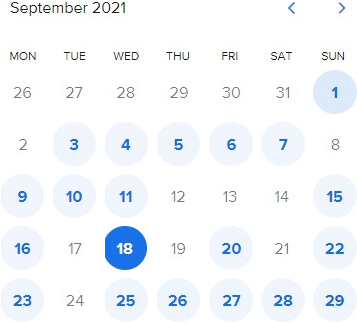 September 2021
MON TUE WED THU FRI SAT SUN
26 27 28 29 30 31 1
2 3 4 5 6 7 8
9 10 11 12 13 14 15
16 17 18 19 20 21 22
23 24 25 26 27 28 29